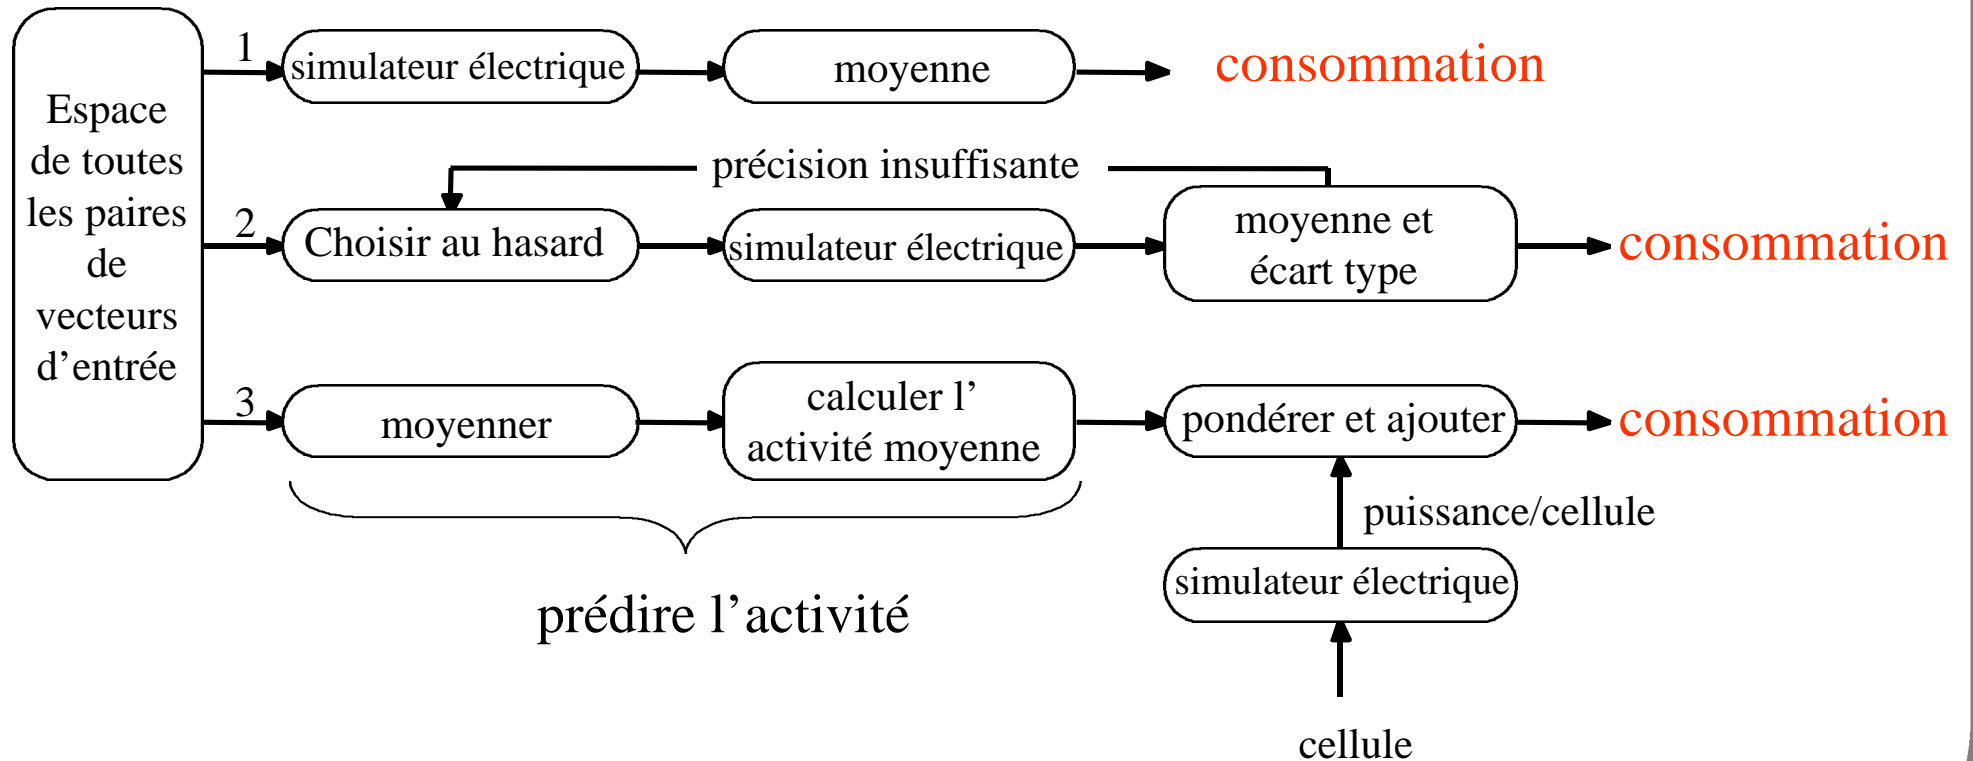 Espace
de toutes
les paires
de
vecteurs
d’entrée
1
simulateur électrique
moyenne
consommation
précision insuffisante
2
Choisir au hasard
simulateur électrique
moyenne et
écart type
consommation
3
moyenner
calculer l’
activité moyenne
pondérer et ajouter
consommation
puissance/cellule
simulateur électrique
prédire l’activité
cellule